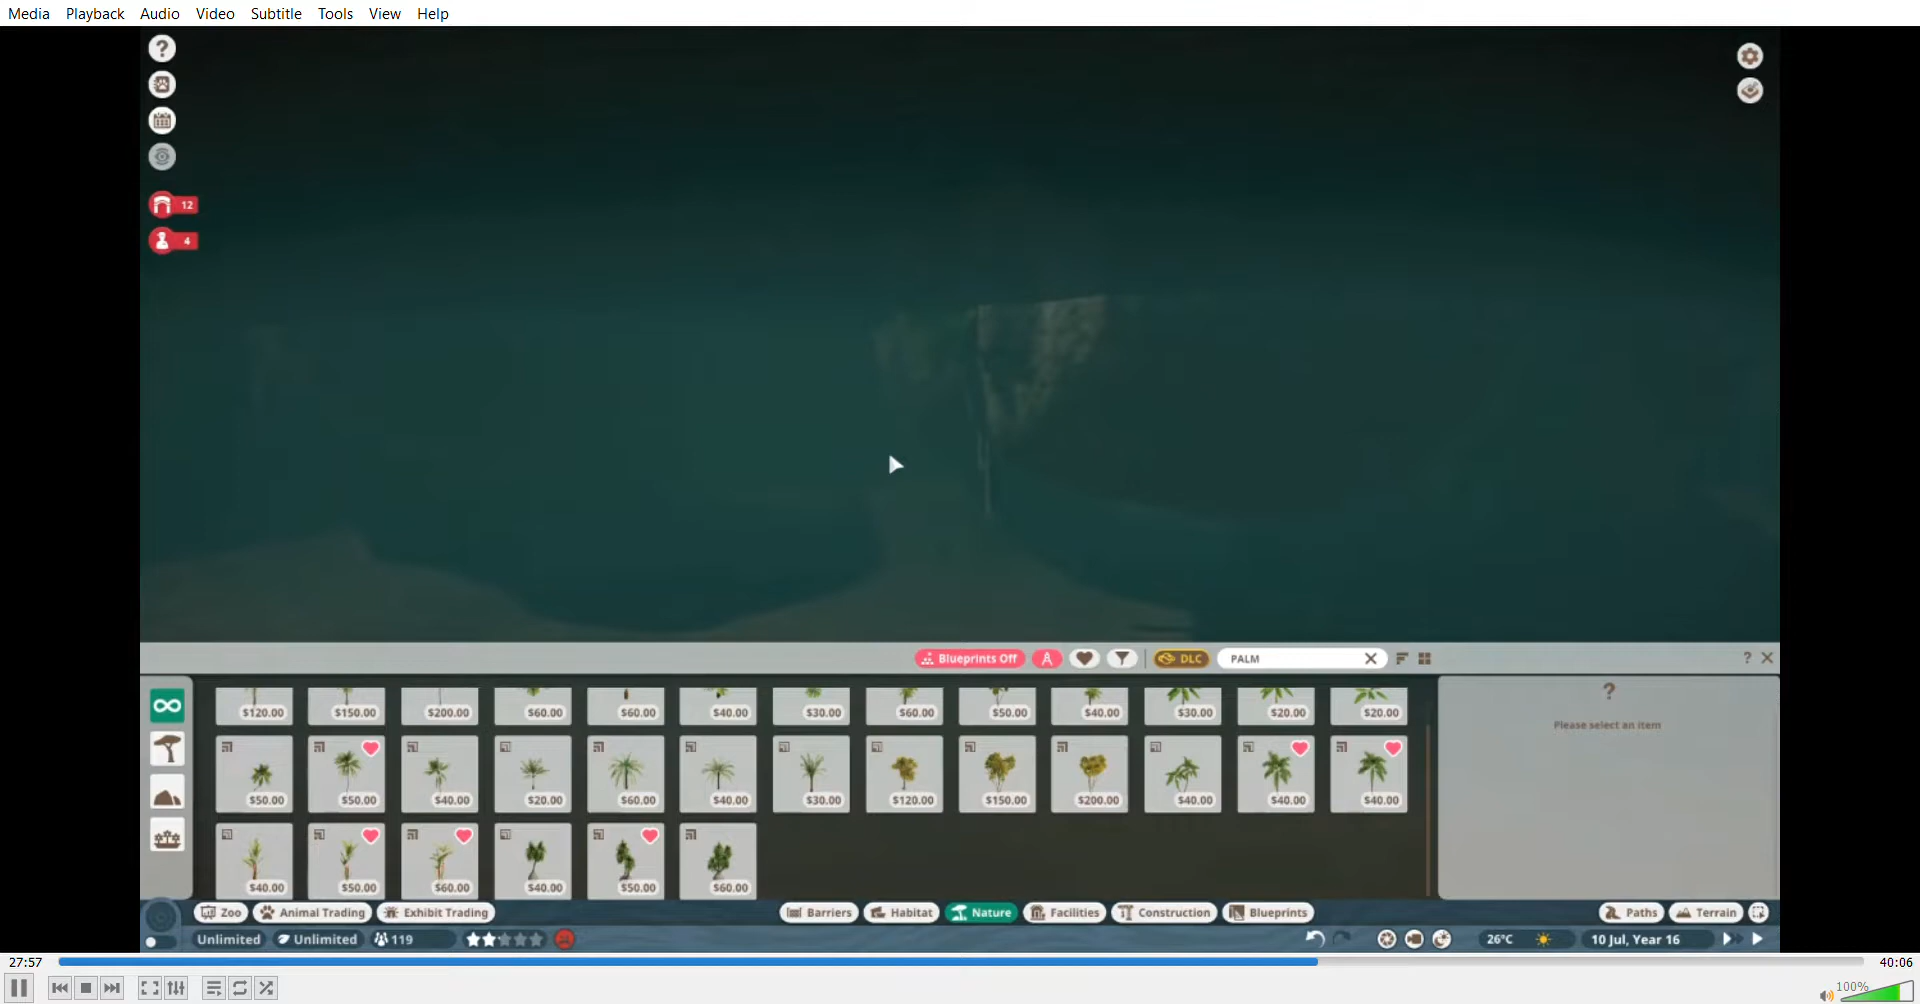 Media Playback Audio Video Subtitle Tools View Help
12
4
Blueprints Off DLC PALM ?
?
$120.00 $150.00 $200.00 $60.00 $60.00 $40.00 $30.00 $60.00 $50.00 $40.00 $30.00 $20.00 $20.00
Please select an item
$50.00 $50.00 $40.00 $20.00 $60.00 $40.00 $30.00 $120.00 $150.00 $200.00 $40.00 $40.00 $40.00
$40.00 $50.00 $60.00 $40.00 $50.00 $60.00
Zoo Animal Trading Exhibit Trading Barriers Habitat Nature Facilities Construction Blueprints Paths Terrain
Unlimited Unlimited 119 26°C 10 Jul, Year 16
27:57 40:06
100%